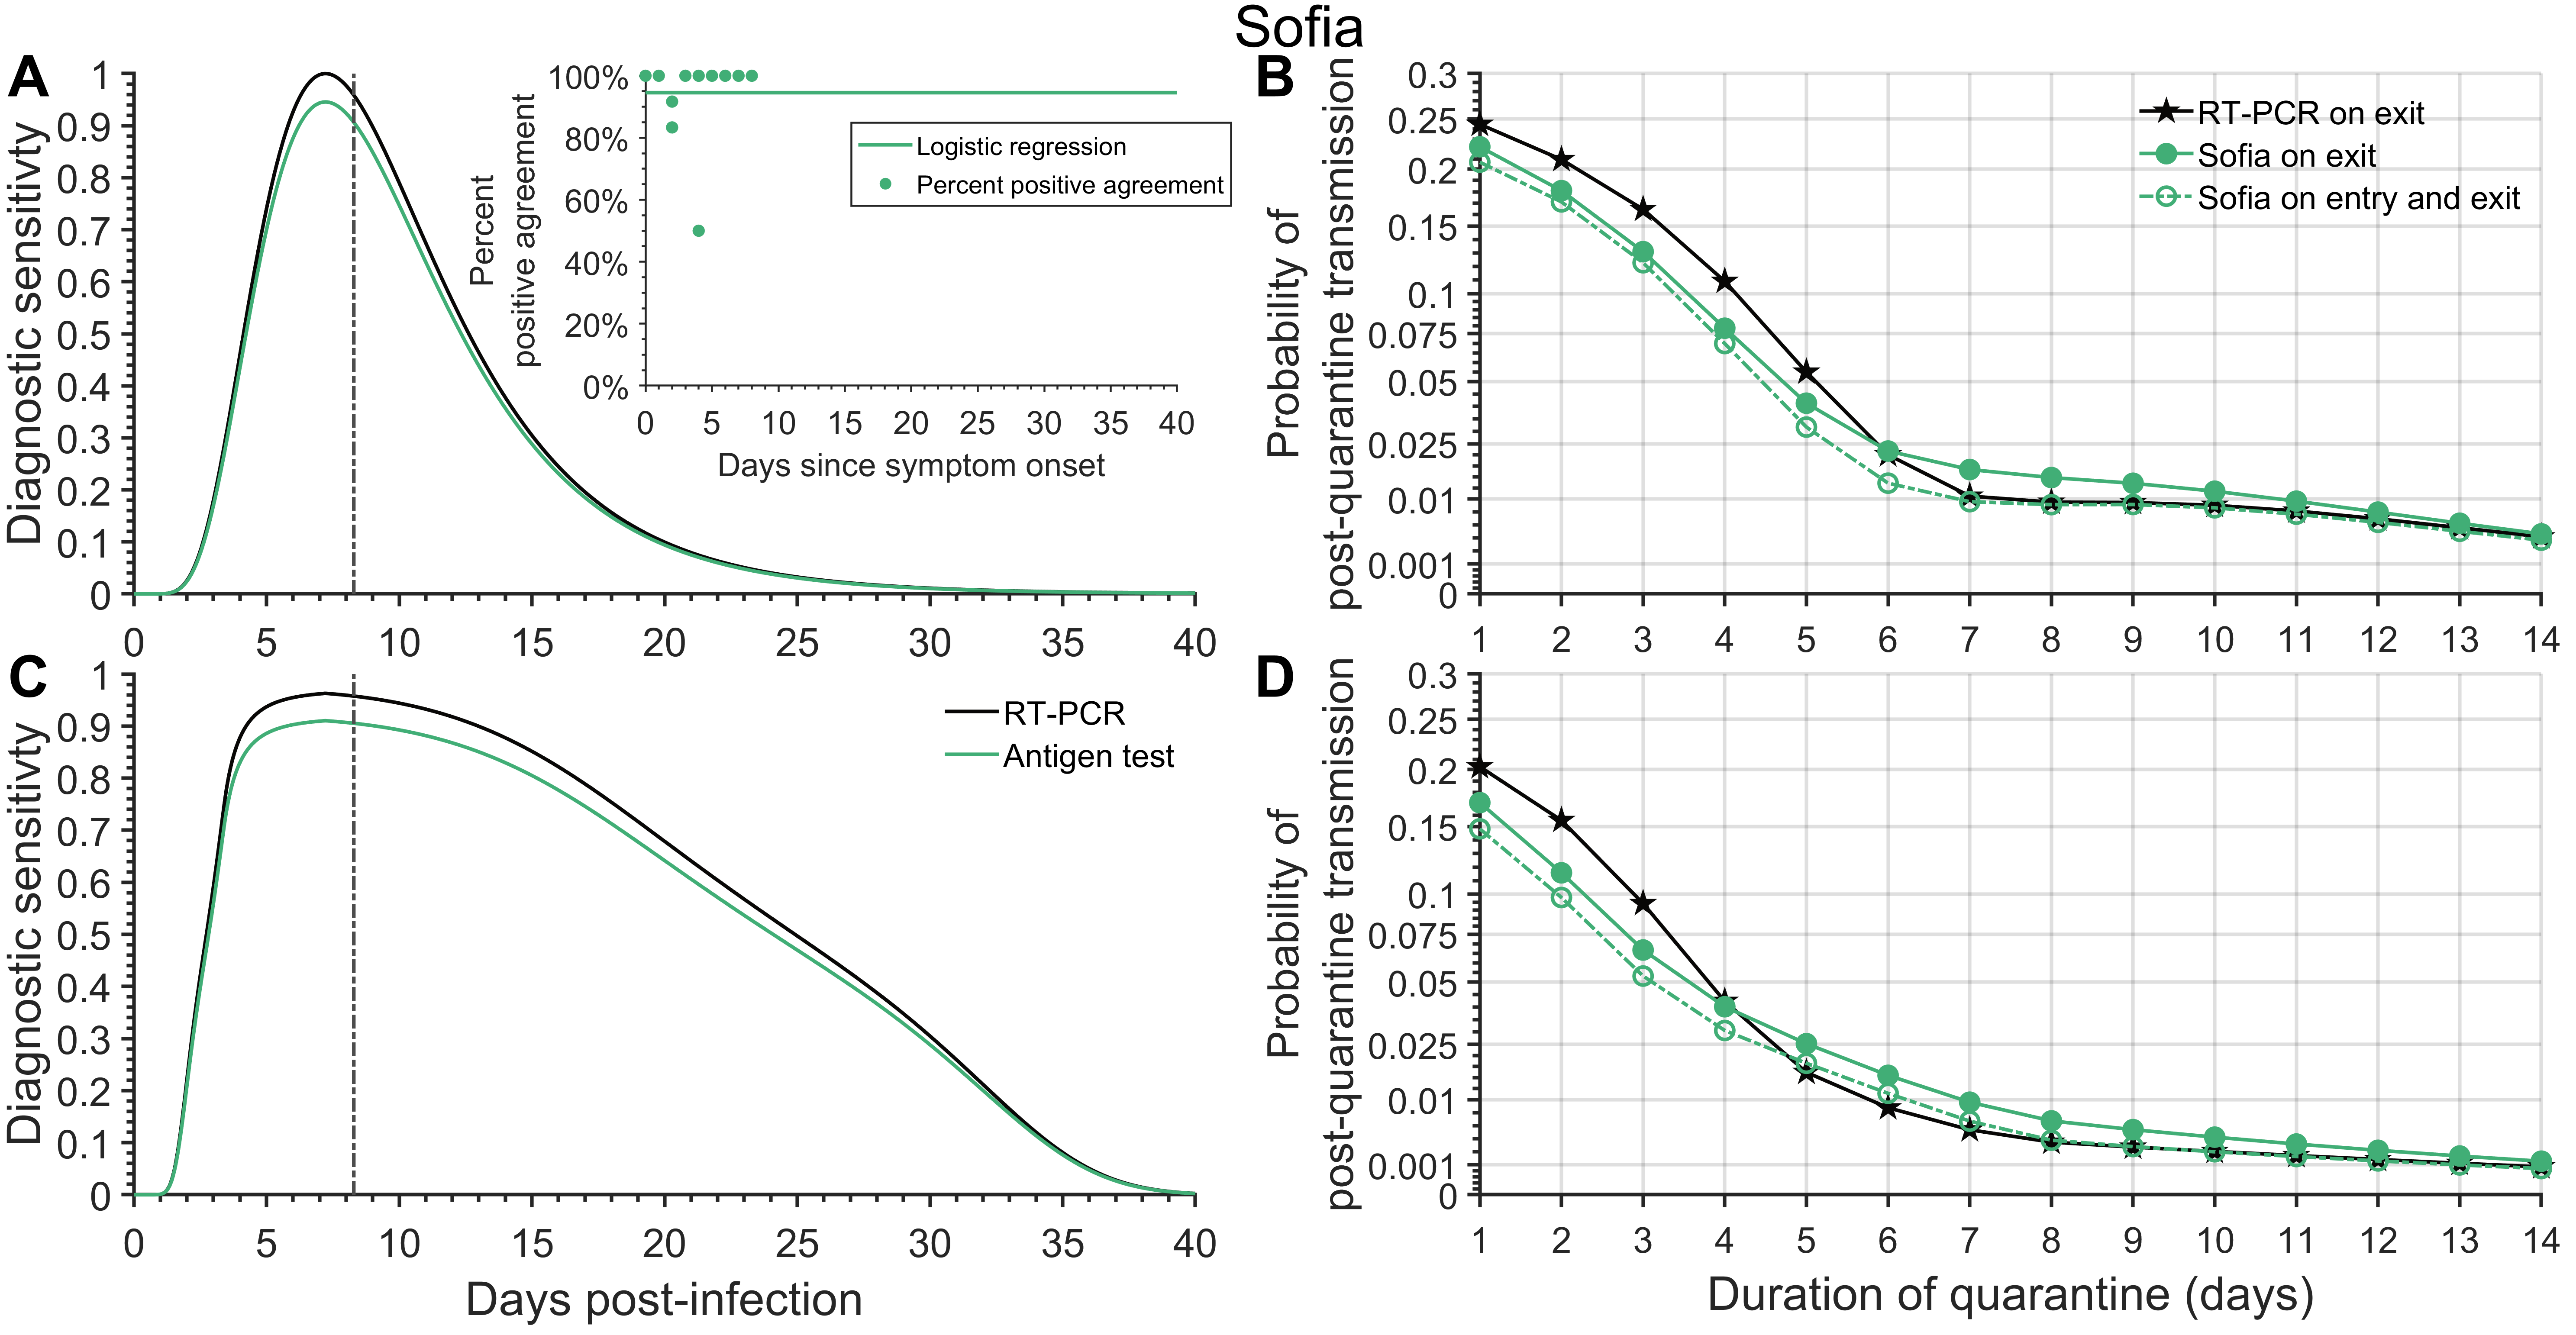 Sofia
A
Diagnostic sensitivty
1
0.9
0.8
0.7
0.6
0.5
0.4
0.3
0.2
0.1
0
0 5 10 15 20 25 30 35 40
Percent
positive agreement
100%
80%
60%
40%
20%
0%
0 5 10 15 20 25 30 35 40
Days since symptom onset
Logistic regression
Percent positive agreement
B
Probability of
post-quarantine transmission
0.3
0.25
0.2
0.15
0.1
0.075
0.05
0.025
0.01
0.001
0
1 2 3 4 5 6 7 8 9 10 11 12 13 14
RT-PCR on exit
Sofia on exit
Sofia on entry and exit
C
Diagnostic sensitivty
1
0.9
0.8
0.7
0.6
0.5
0.4
0.3
0.2
0.1
0
0 5 10 15 20 25 30 35 40
Days post-infection
RT-PCR
Antigen test
D
Probability of
post-quarantine transmission
0.3
0.25
0.2
0.15
0.1
0.075
0.05
0.025
0.01
0.001
0
1 2 3 4 5 6 7 8 9 10 11 12 13 14
Duration of quarantine (days)